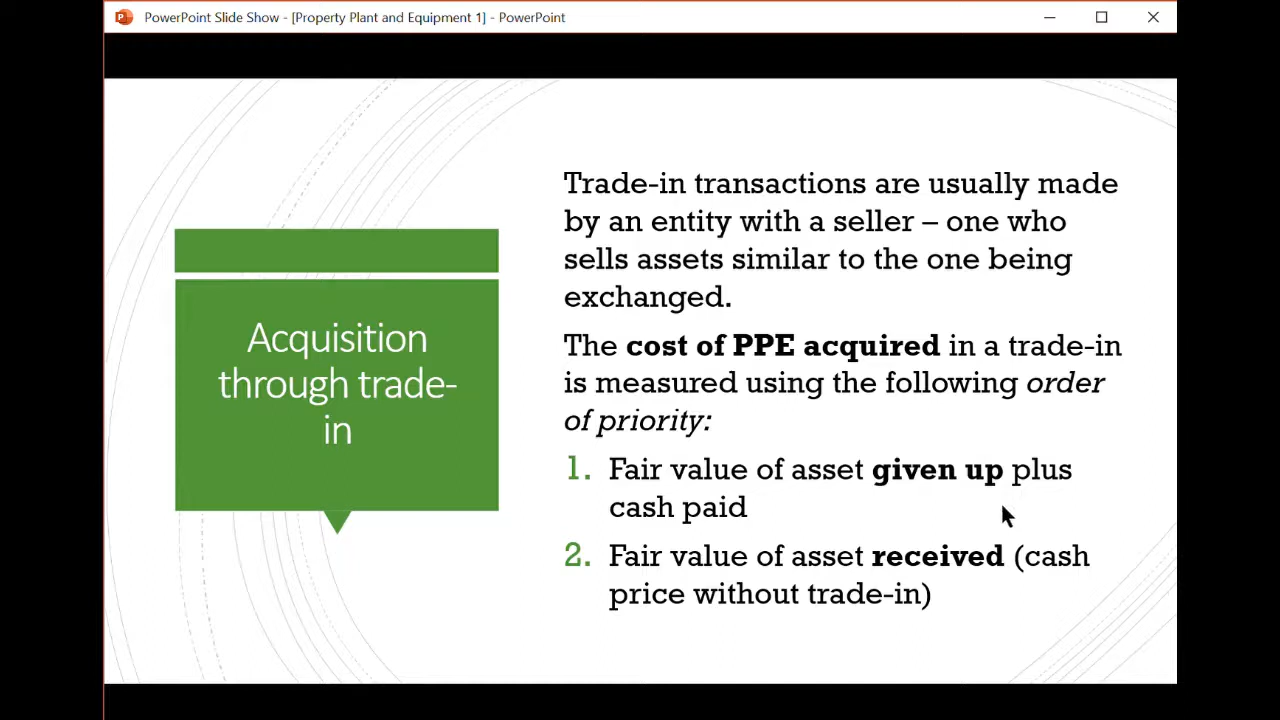 PowerPoint Slide Show - [Property Plant and Equipment 1] - PowerPoint
Acquisition
through trade-
in
Trade-in transactions are usually made
by an entity with a seller – one who
sells assets similar to the one being
exchanged.
The cost of PPE acquired in a trade-in
is measured using the following order
of priority:
1. Fair value of asset given up plus
cash paid
2. Fair value of asset received (cash
price without trade-in)